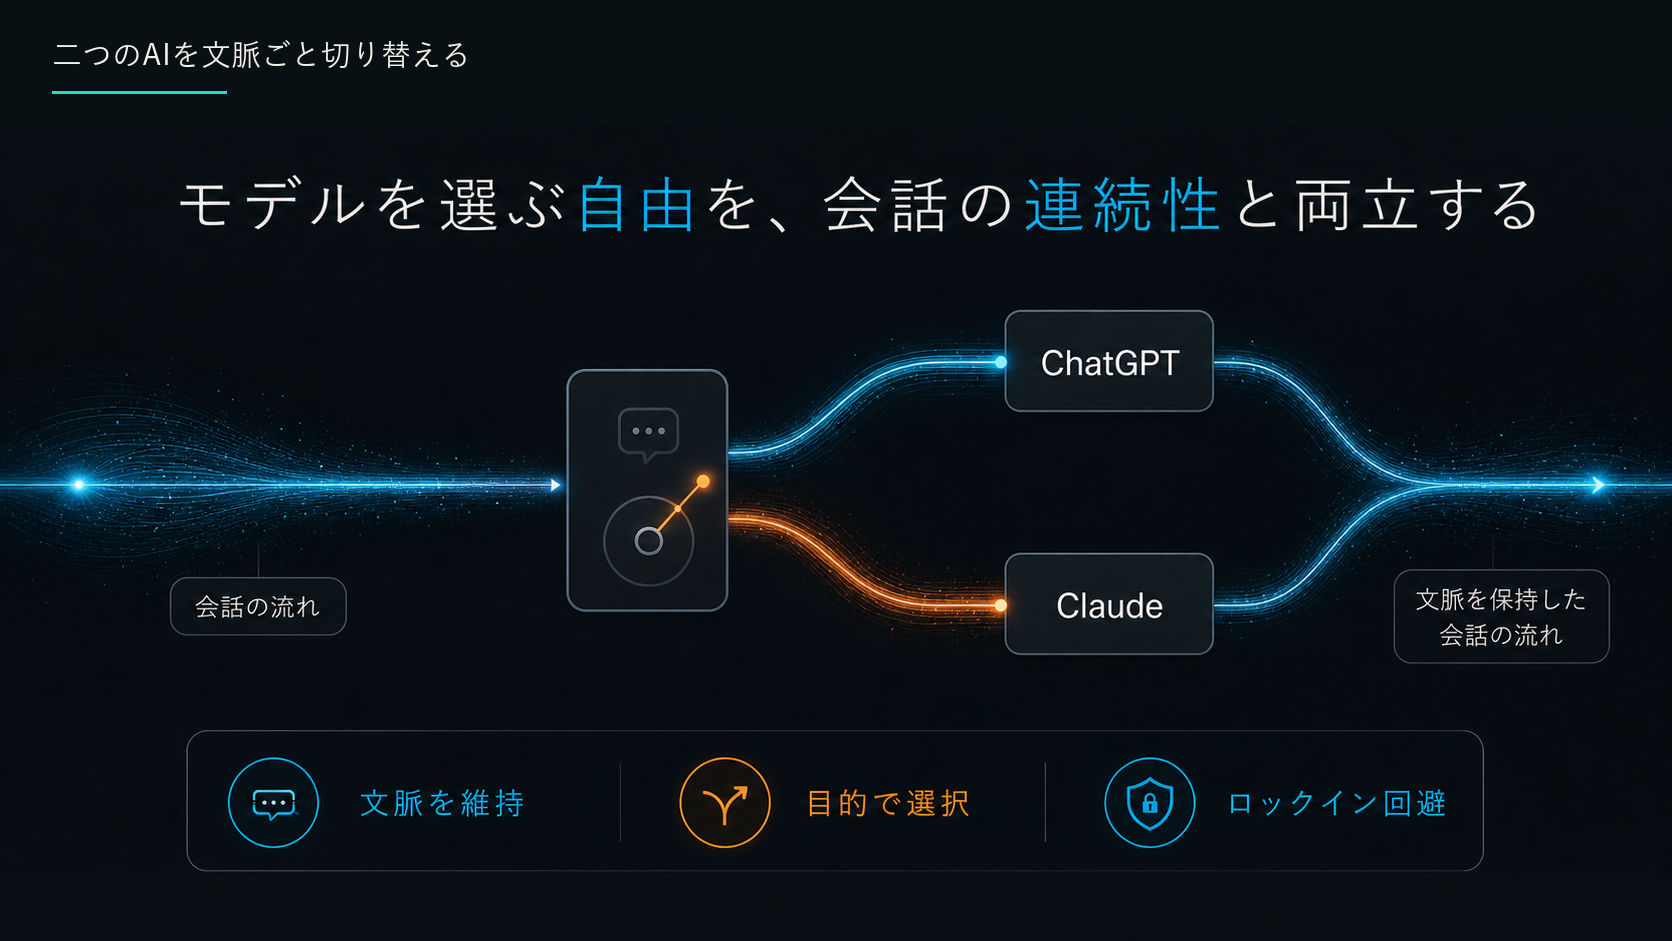 二つのAIを文脈ごと切り替える
モデルを選ぶ自由を、会話の連続性と両立する
ChatGPT
Claude
会話の流れ
文脈を保持した
会話の流れ
文脈を維持
目的で選択
ロックイン回避